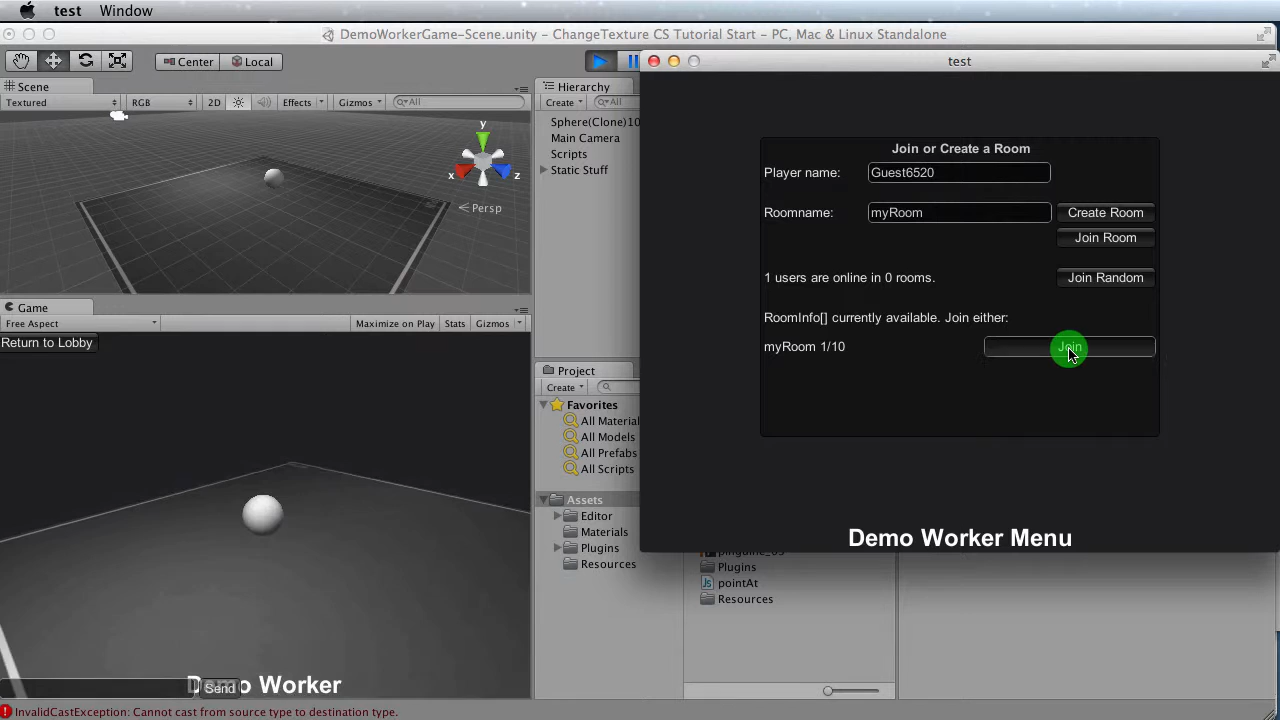 test Window
DemoWorkerGame-Scene.unity - ChangeTexture CS Tutorial Start - PC, Mac & Linux Standalone
Center Local
test
Scene
Hierarchy
Textured RGB 2D Effects Gizmos All
Create All
Sphere(Clone)10
Main Camera
Scripts
Static Stuff
y
x
z
Persp
Join or Create a Room
Player name: Guest6520
Roomname: myRoom Create Room
Join Room
1 users are online in 0 rooms. Join Random
RoomInfo[] currently available. Join either:
myRoom 1/10 Join
Demo Worker Menu
Game
Free Aspect Maximize on Play Stats Gizmos
Return to Lobby
Project
Create
Favorites
All Material
All Models
All Prefabs
All Scripts
Assets
Editor
Materials
Plugins
Resources
Plugins
pointAt
Resources
Send
Worker
InvalidCastException: Cannot cast from source type to destination type.